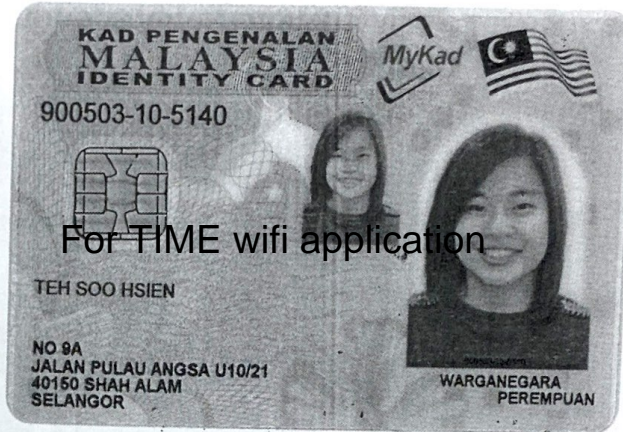 KAD PENGENALAN
MALAYSIA
IDENTITY CARD
MyKad
900503-10-5140
For TIME wifi application
TEH SOO HSIEN
NO 9A
JALAN PULAU ANGSA U10/21
40150 SHAH ALAM
SELANGOR
WARGANEGARA
PEREMPUAN